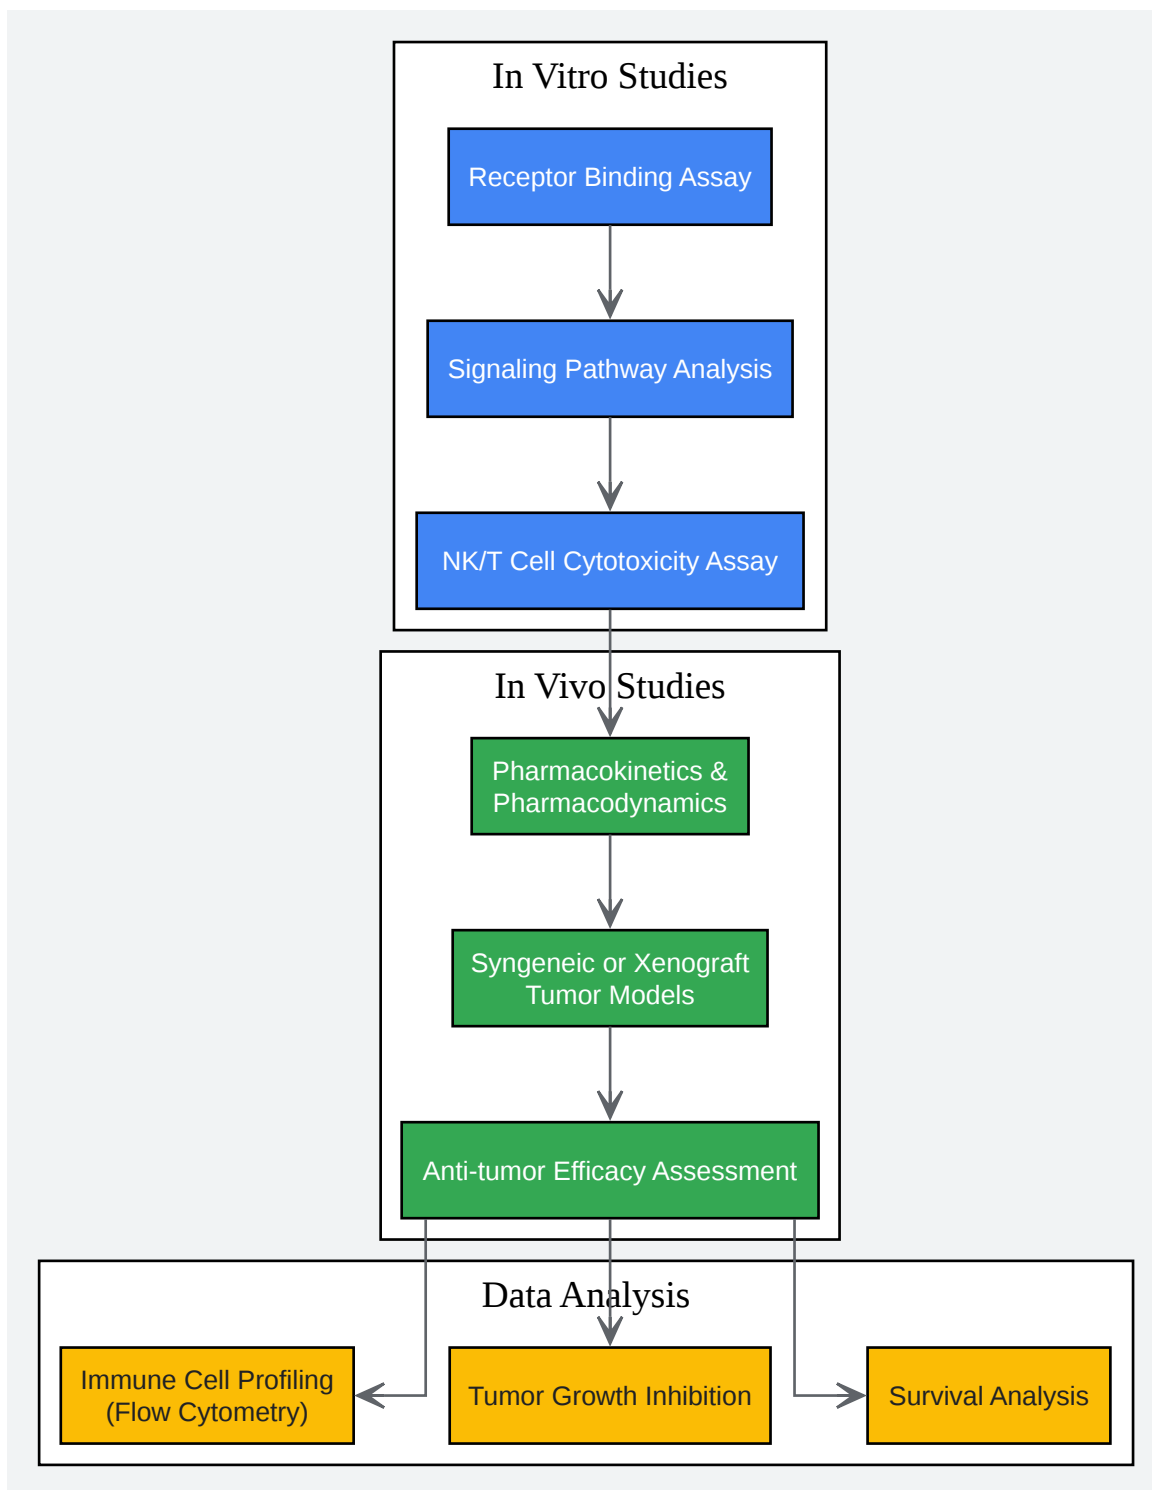 In Vitro Studies
Receptor Binding Assay
Signaling Pathway Analysis
NK/T Cell Cytotoxicity Assay
In Vivo Studies
Pharmacokinetics &
Pharmacodynamics
Syngeneic or Xenograft
Tumor Models
Anti-tumor Efficacy Assessment
Data Analysis
Immune Cell Profiling
(Flow Cytometry)
Tumor Growth Inhibition
Survival Analysis